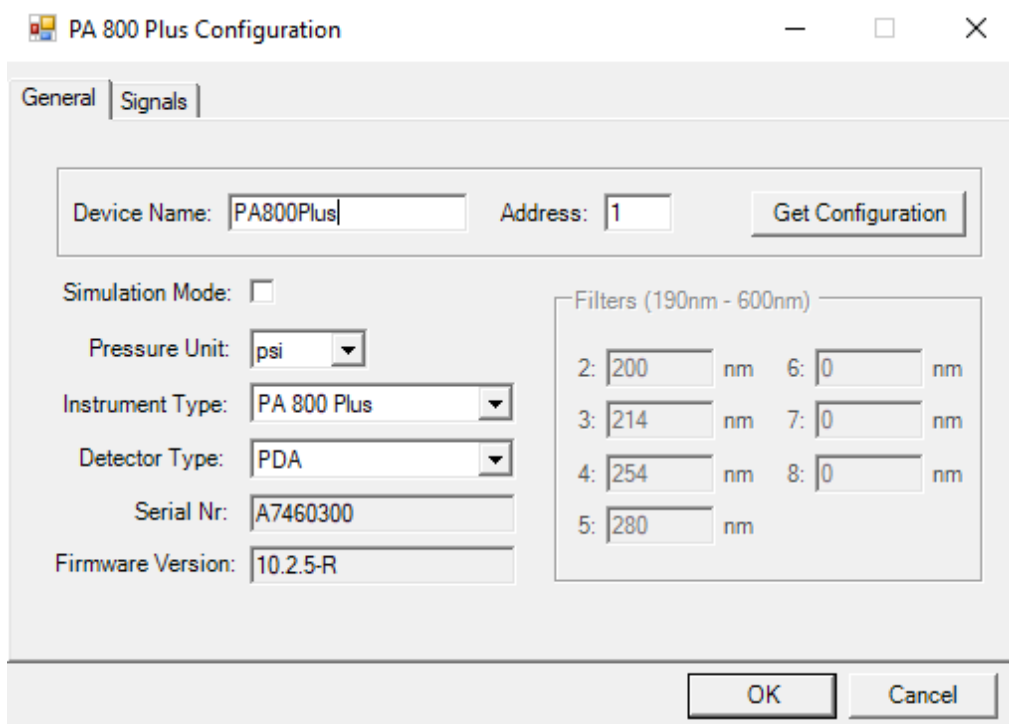 PA 800 Plus Configuration
General Signals
Device Name: PA800Plus Address: 1 Get Configuration
Simulation Mode:
Pressure Unit: psi
Instrument Type: PA 800 Plus
Detector Type: PDA
Serial Nr: A7460300
Firmware Version: 10.2.5-R
Filters (190nm - 600nm)
2: 200 nm 6: 0 nm
3: 214 nm 7: 0 nm
4: 254 nm 8: 0 nm
5: 280 nm
OK Cancel